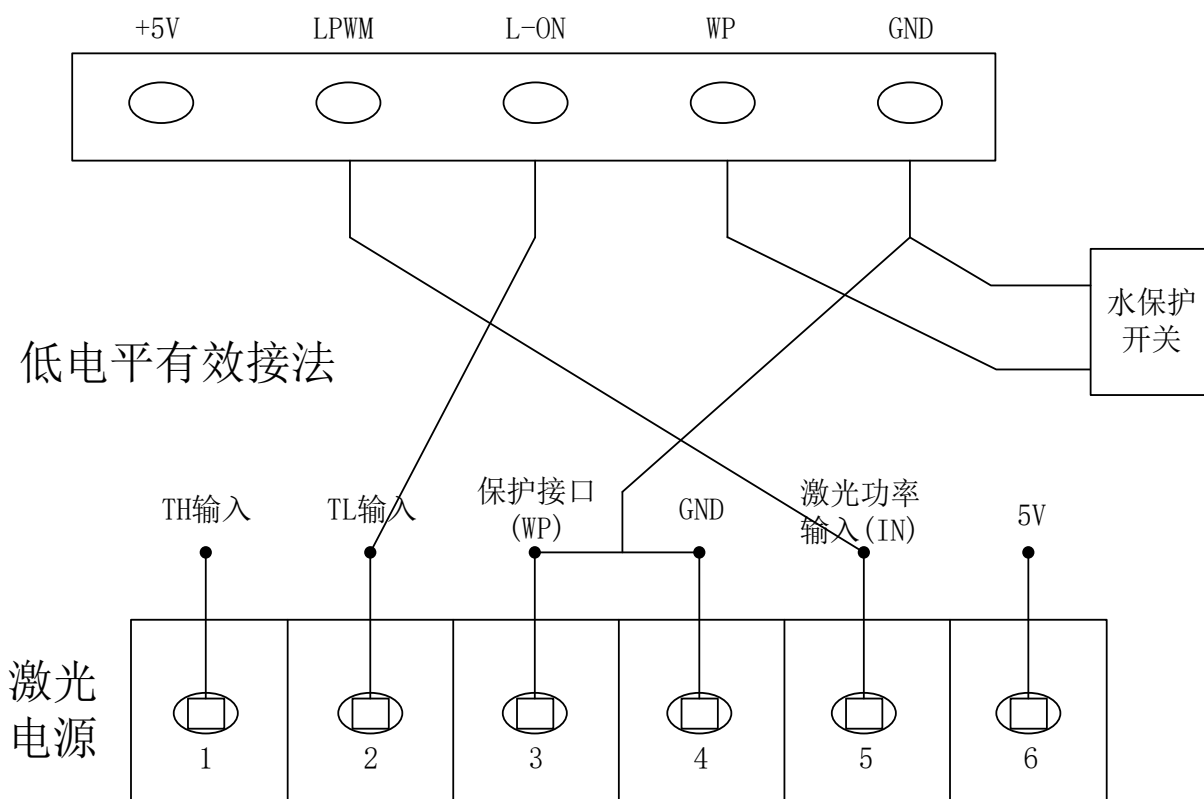 +5V
LPWM
L-ON
WP
GND
水保护
开关
低电平有效接法
TH输入
TL输入
保护接口
(WP)
GND
激光功率
输入(IN)
5V
激光
电源
1
2
3
4
5
6